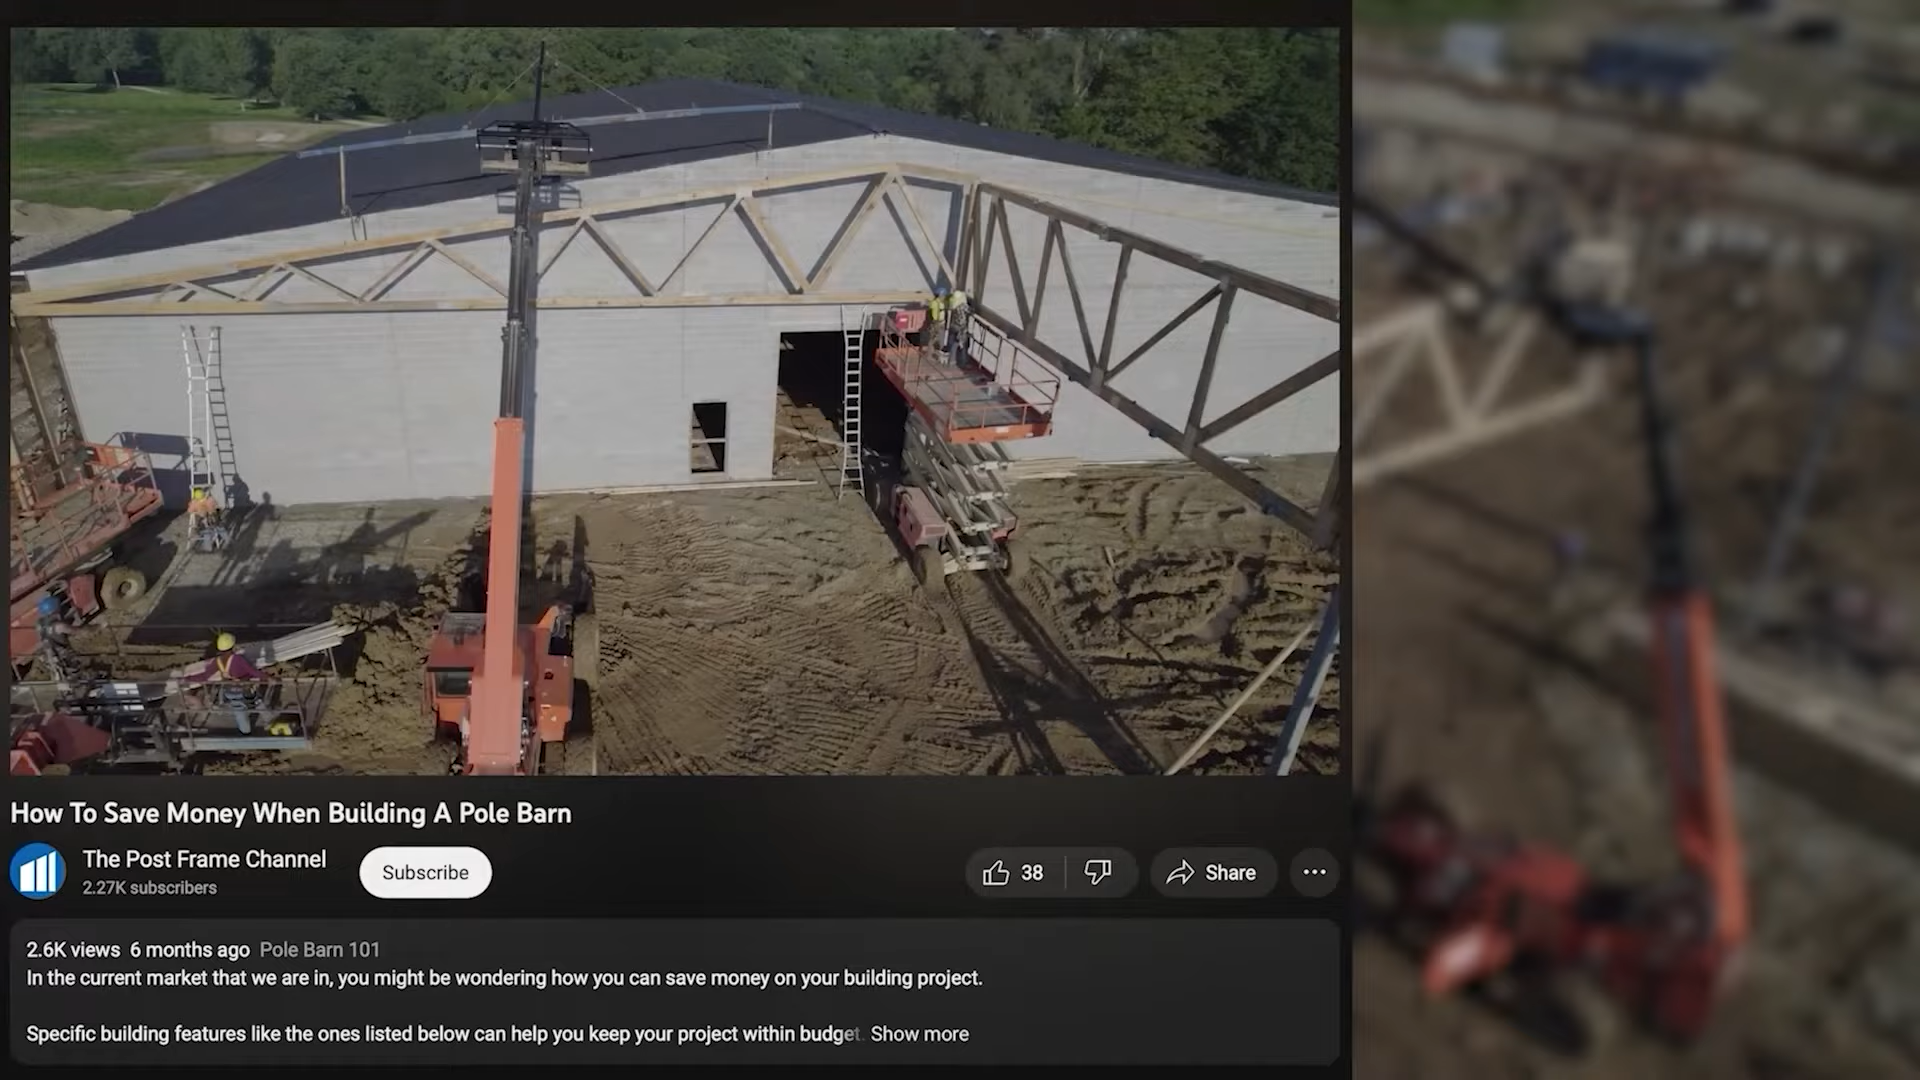 How To Save Money When Building A Pole Barn
The Post Frame Channel
2.27K subscribers
Subscribe
38
Share
2.6K views 6 months ago Pole Barn 101
In the current market that we are in, you might be wondering how you can save money on your building project.
Specific building features like the ones listed below can help you keep your project within budget. Show more